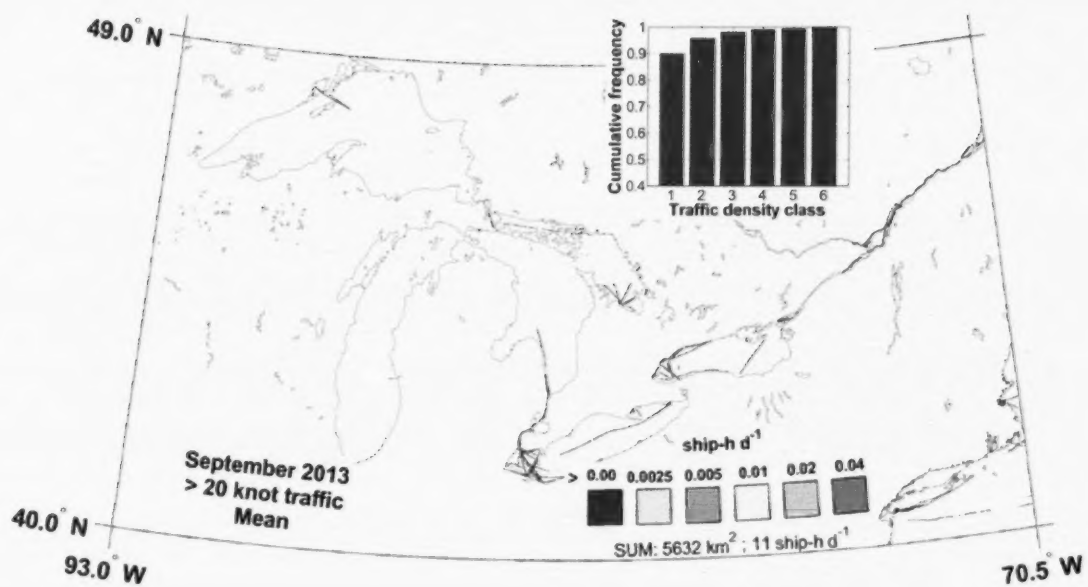 49.0° N
Cumulative frequency
1
0.9
0.8
0.7
0.6
0.5
0.4
1 2 3 4 5 6
Traffic density class
September 2013
> 20 knot traffic
Mean
ship-h d⁻¹
> 0.00 0.0025 0.005 0.01 0.02 0.04
SUM: 5632 km² ; 11 ship-h d⁻¹
40.0° N
93.0° W
70.5° W